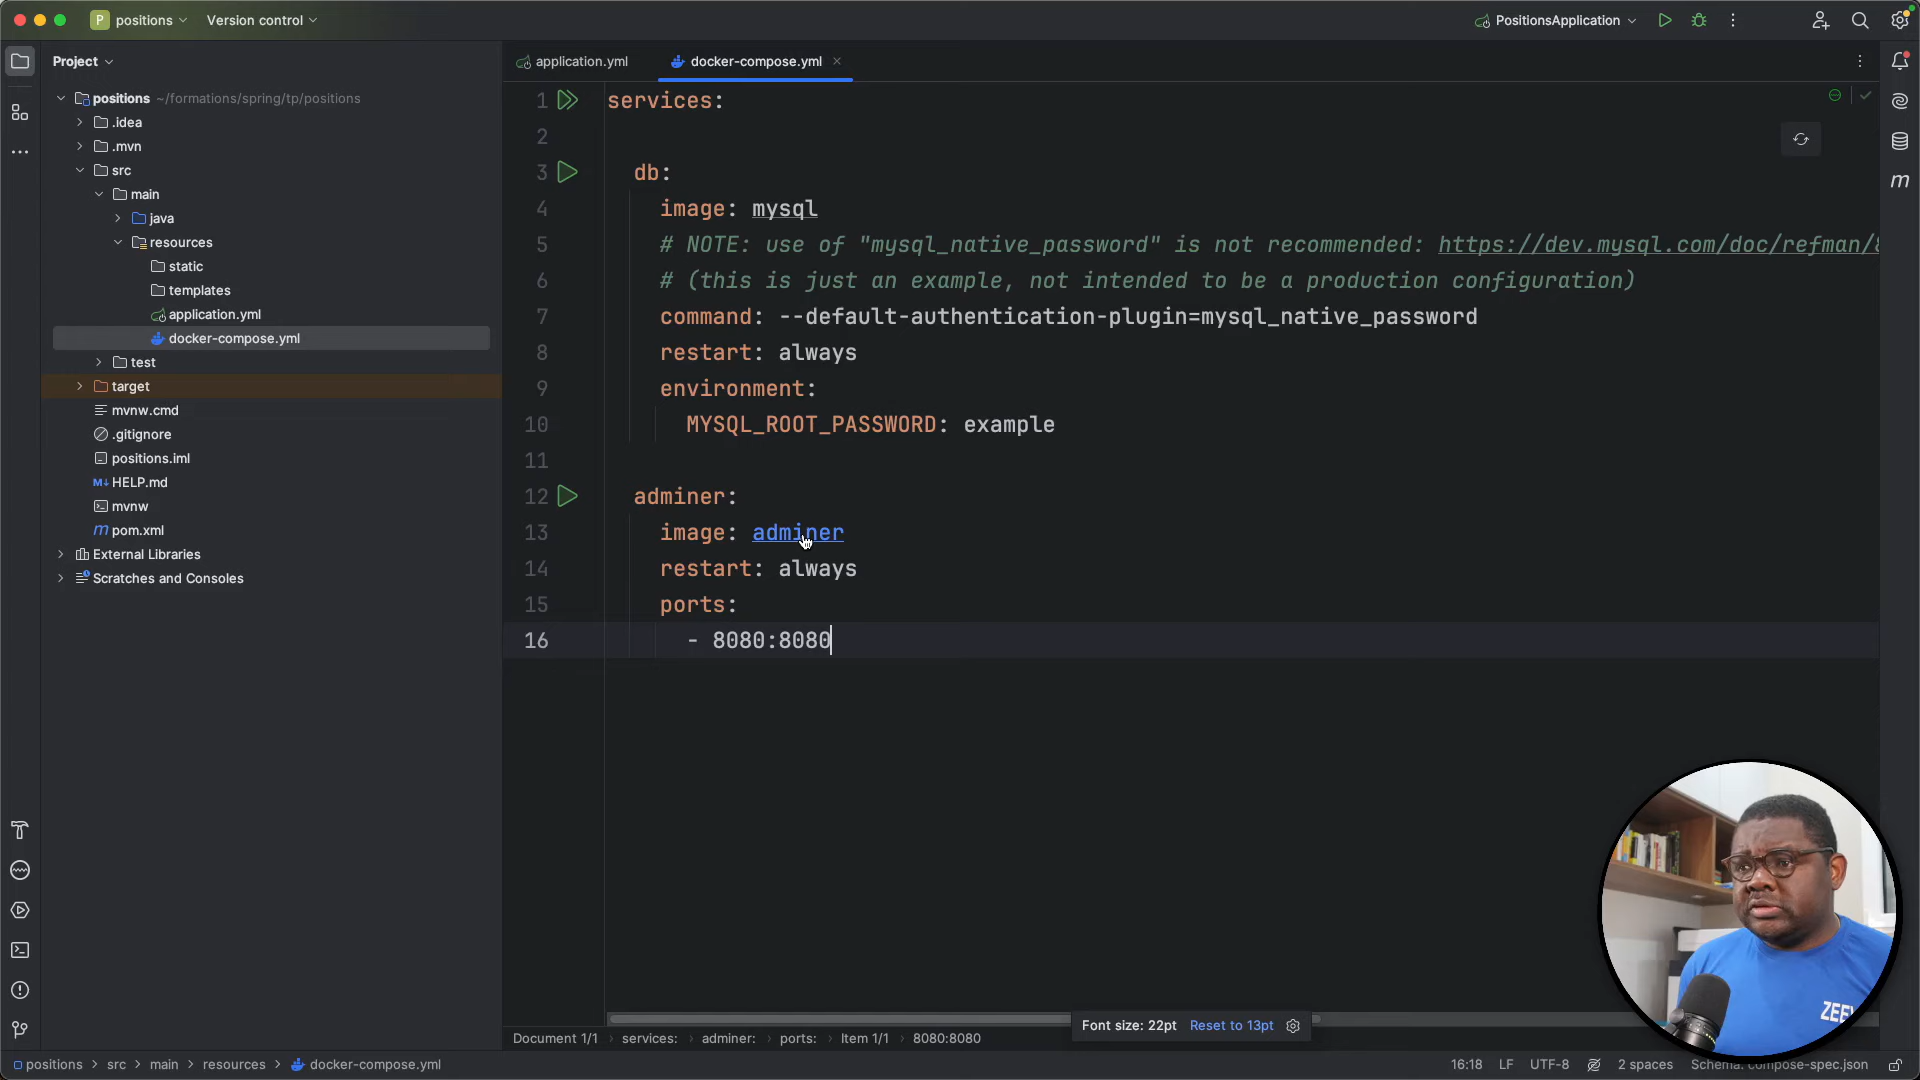 positions
Version control
PositionsApplication
Project
application.yml
docker-compose.yml
positions ~/formations/spring/tp/positions
.idea
.mvn
src
main
java
resources
static
templates
application.yml
docker-compose.yml
test
target
mvnw.cmd
.gitignore
positions.iml
HELP.md
mvnw
pom.xml
External Libraries
Scratches and Consoles
1 services:
2
3 db:
4 image: mysql
5 # NOTE: use of "mysql_native_password" is not recommended: https://dev.mysql.com/doc/refman/
6 # (this is just an example, not intended to be a production configuration)
7 command: --default-authentication-plugin=mysql_native_password
8 restart: always
9 environment:
10 MYSQL_ROOT_PASSWORD: example
11
12 adminer:
13 image: adminer
14 restart: always
15 ports:
16 - 8080:8080
Font size: 22pt Reset to 13pt
Document 1/1 services: adminer: ports: Item 1/1 8080:8080
positions src main resources docker-compose.yml
16:18 LF UTF-8 2 spaces Schema: compose-spec.json